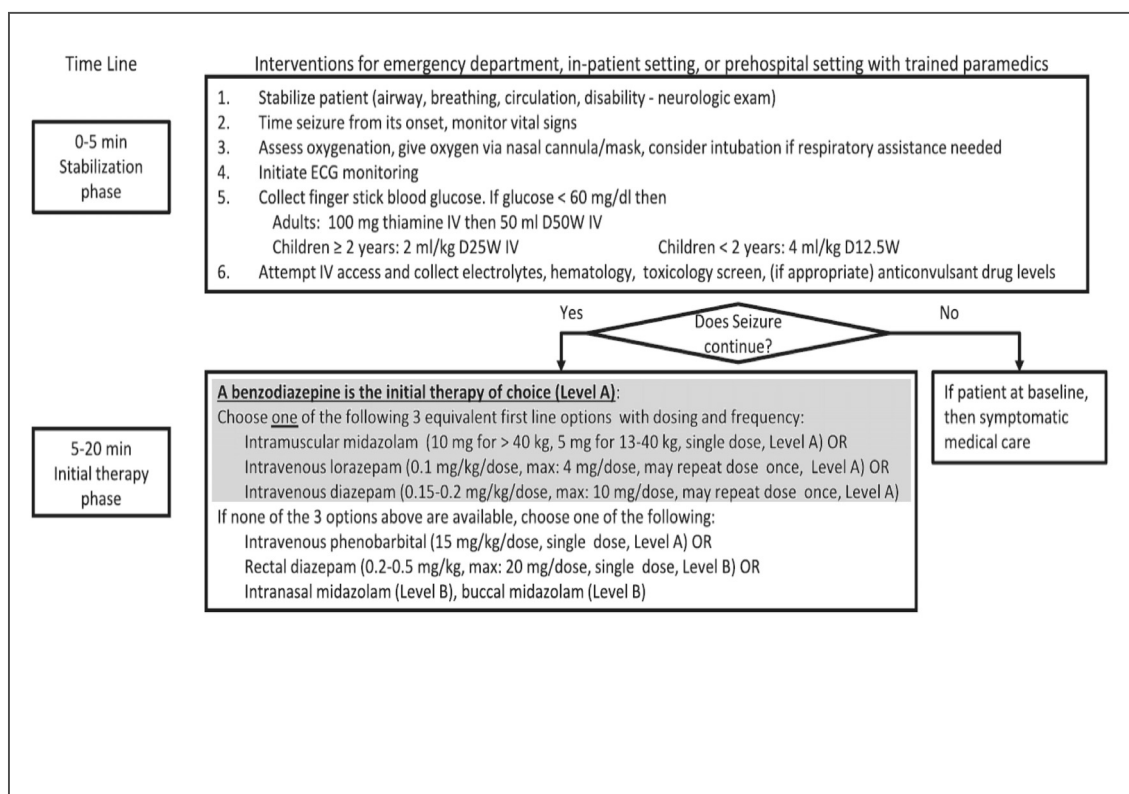 Time Line
Interventions for emergency department, in-patient setting, or prehospital setting with trained paramedics
0-5 min
Stabilization
phase
1. Stabilize patient (airway, breathing, circulation, disability - neurologic exam)
2. Time seizure from its onset, monitor vital signs
3. Assess oxygenation, give oxygen via nasal cannula/mask, consider intubation if respiratory assistance needed
4. Initiate ECG monitoring
5. Collect finger stick blood glucose. If glucose < 60 mg/dl then
Adults: 100 mg thiamine IV then 50 ml D50W IV
Children ≥ 2 years: 2 ml/kg D25W IV Children < 2 years: 4 ml/kg D12.5W
6. Attempt IV access and collect electrolytes, hematology, toxicology screen, (if appropriate) anticonvulsant drug levels
Yes
Does Seizure
continue?
No
5-20 min
Initial therapy
phase
A benzodiazepine is the initial therapy of choice (Level A):
Choose one of the following 3 equivalent first line options with dosing and frequency:
Intramuscular midazolam (10 mg for > 40 kg, 5 mg for 13-40 kg, single dose, Level A) OR
Intravenous lorazepam (0.1 mg/kg/dose, max: 4 mg/dose, may repeat dose once, Level A) OR
Intravenous diazepam (0.15-0.2 mg/kg/dose, max: 10 mg/dose, may repeat dose once, Level A)
If none of the 3 options above are available, choose one of the following:
Intravenous phenobarbital (15 mg/kg/dose, single dose, Level A) OR
Rectal diazepam (0.2-0.5 mg/kg, max: 20 mg/dose, single dose, Level B) OR
Intranasal midazolam (Level B), buccal midazolam (Level B)
If patient at baseline,
then symptomatic
medical care